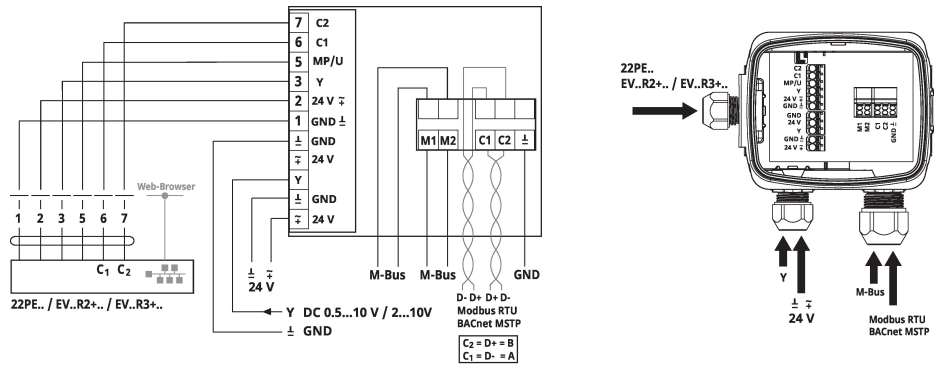 7 C2
6 C1
5 MP/U
3 Y
2 24 V
1 GND
GND
24 V
Y
GND
24 V
M1 M2 C1 C2
Web-Browser
1 2 3 5 6 7
C1 C2
22PE.. / EV..R2+.. / EV..R3+..
24 V
Y DC 0.5...10 V / 2...10V
GND
M-Bus M-Bus GND
D- D+ D+ D-
Modbus RTU
BACnet MSTP
C2 = D+ = B
C1 = D- = A
22PE..
EV..R2+.. / EV..R3+..
C2
C1
MP/U
Y
24 V
GND
GND
24 V
Y
GND
24 V
M1
M2
C1
C2
GND
Y
24 V
M-Bus
Modbus RTU
BACnet MSTP